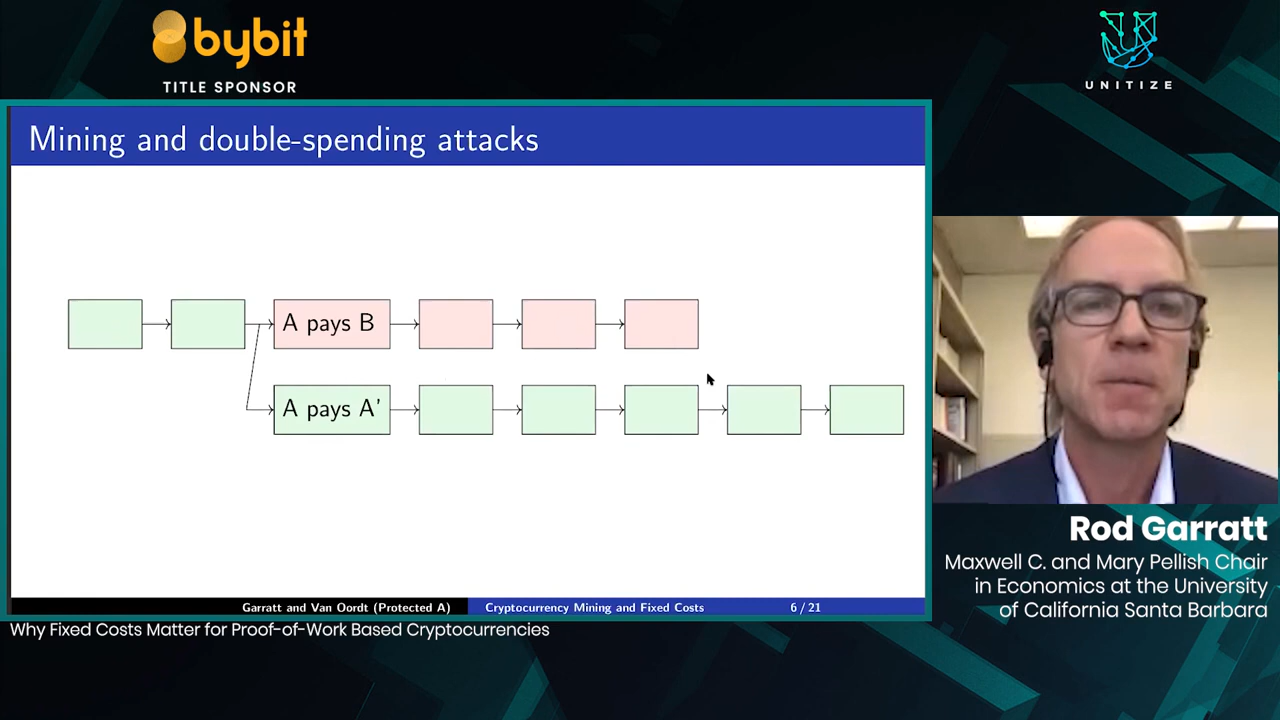 bybit
TITLE SPONSOR
UNITIZE
Mining and double-spending attacks
A pays B
A pays A'
Garratt and Van Oordt (Protected A)
Cryptocurrency Mining and Fixed Costs
6 / 21
Rod Garratt
Maxwell C. and Mary Pellish Chair
in Economics at the University
of California Santa Barbara
Why Fixed Costs Matter for Proof-of-Work Based Cryptocurrencies